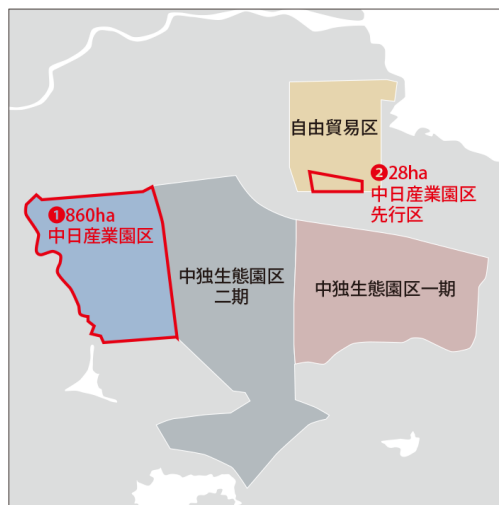 自由貿易区
❷28ha
中日産業園区
先行区
❶860ha
中日産業園区
中独生態園区
二期
中独生態園区一期